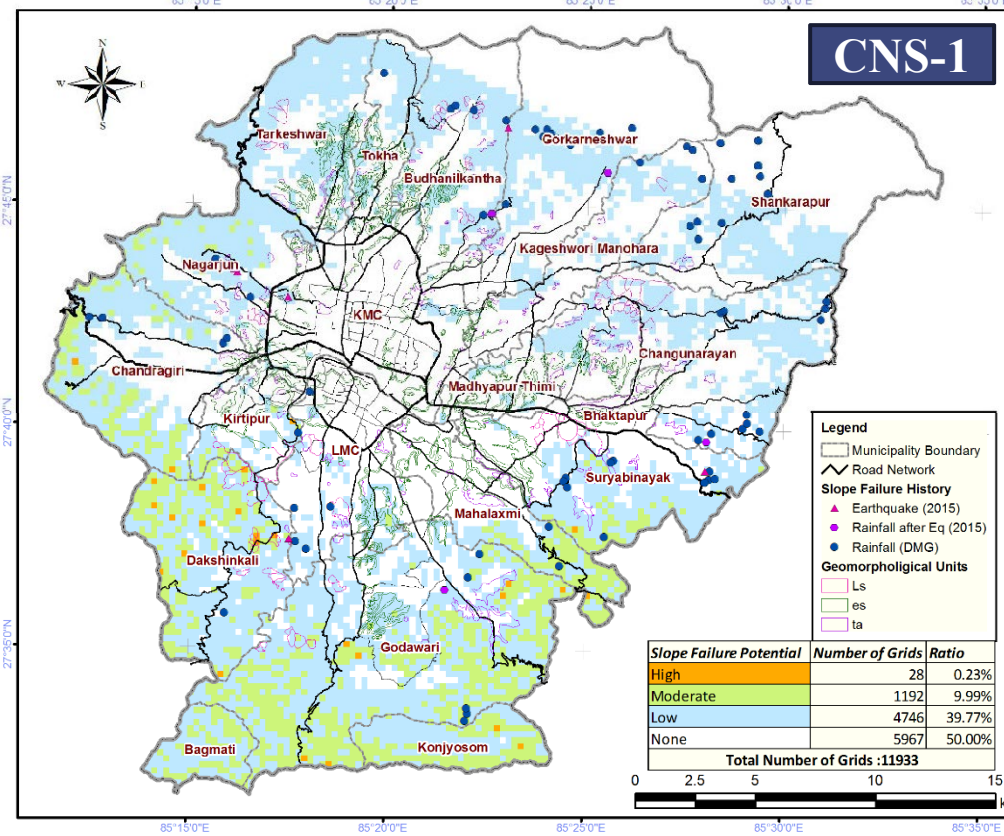 CNS-1
N
W
E
S
Tarkeshwar
Tokha
Gorkarneshwar
Budhanilkantha
Shankarapur
Kageshwori Manohara
Nagarjun
KMC
Changunarayan
Chandragiri
Madhyapur-Thimi
Bhaktapur
Kirtipur
LMC
Suryabinayak
Mahalaxmi
Dakshinkali
Godawari
Bagmati
Konjyosom
27°45'0"N
27°40'0"N
27°35'0"N
Legend
Municipality Boundary
Road Network
Slope Failure History
Earthquake (2015)
Rainfall after Eq (2015)
Rainfall (DMG)
Geomorphological Units
Ls
es
ta
Slope Failure Potential Number of Grids Ratio
High 28 0.23%
Moderate 1192 9.99%
Low 4746 39.77%
None 5967 50.00%
Total Number of Grids :11933
0 2.5 5 10 15
85°15'0"E 85°20'0"E 85°25'0"E 85°30'0"E 85°35'0"E